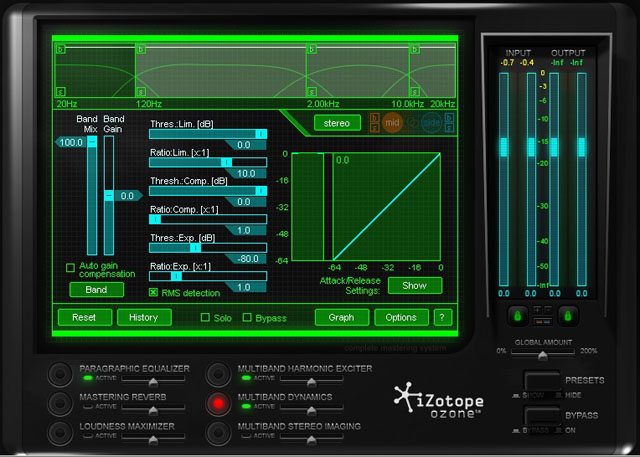 b b b b
s s s s
20Hz 120Hz 2.00kHz 10.0kHz 20kHz
Band Mix
Band Gain
100.0
0.0
Thres.:Lim. [dB]
0.0
Ratio:Lim. [x:1]
10.0
Thresh.:Comp. [dB]
0.0
Ratio:Comp. [x:1]
1.0
Thres.:Exp. [dB]
-80.0
Ratio:Exp. [x:1]
1.0
Auto gain
compensation
Band
RMS detection
stereo
b s mid side b s
0 0.0
-16
-32
-48
-64
-64 -48 -32 -16 0
Attack/Release
Settings:
Show
Reset History Solo Bypass Graph Options ?
complete mastering system
INPUT OUTPUT
-0.7 -0.4 -Inf -Inf
0
-3
-6
-10
-15
-20
-30
-40
-50
-Inf
0.0 0.0 0.0 0.0
GLOBAL AMOUNT
0% 200%
PARAGRAPHIC EQUALIZER
ACTIVE
MULTIBAND HARMONIC EXCITER
ACTIVE
MASTERING REVERB
ACTIVE
MULTIBAND DYNAMICS
ACTIVE
LOUDNESS MAXIMIZER
ACTIVE
MULTIBAND STEREO IMAGING
ACTIVE
iZotope
ozone™
PRESETS
SHOW HIDE
BYPASS
BYPASS ON